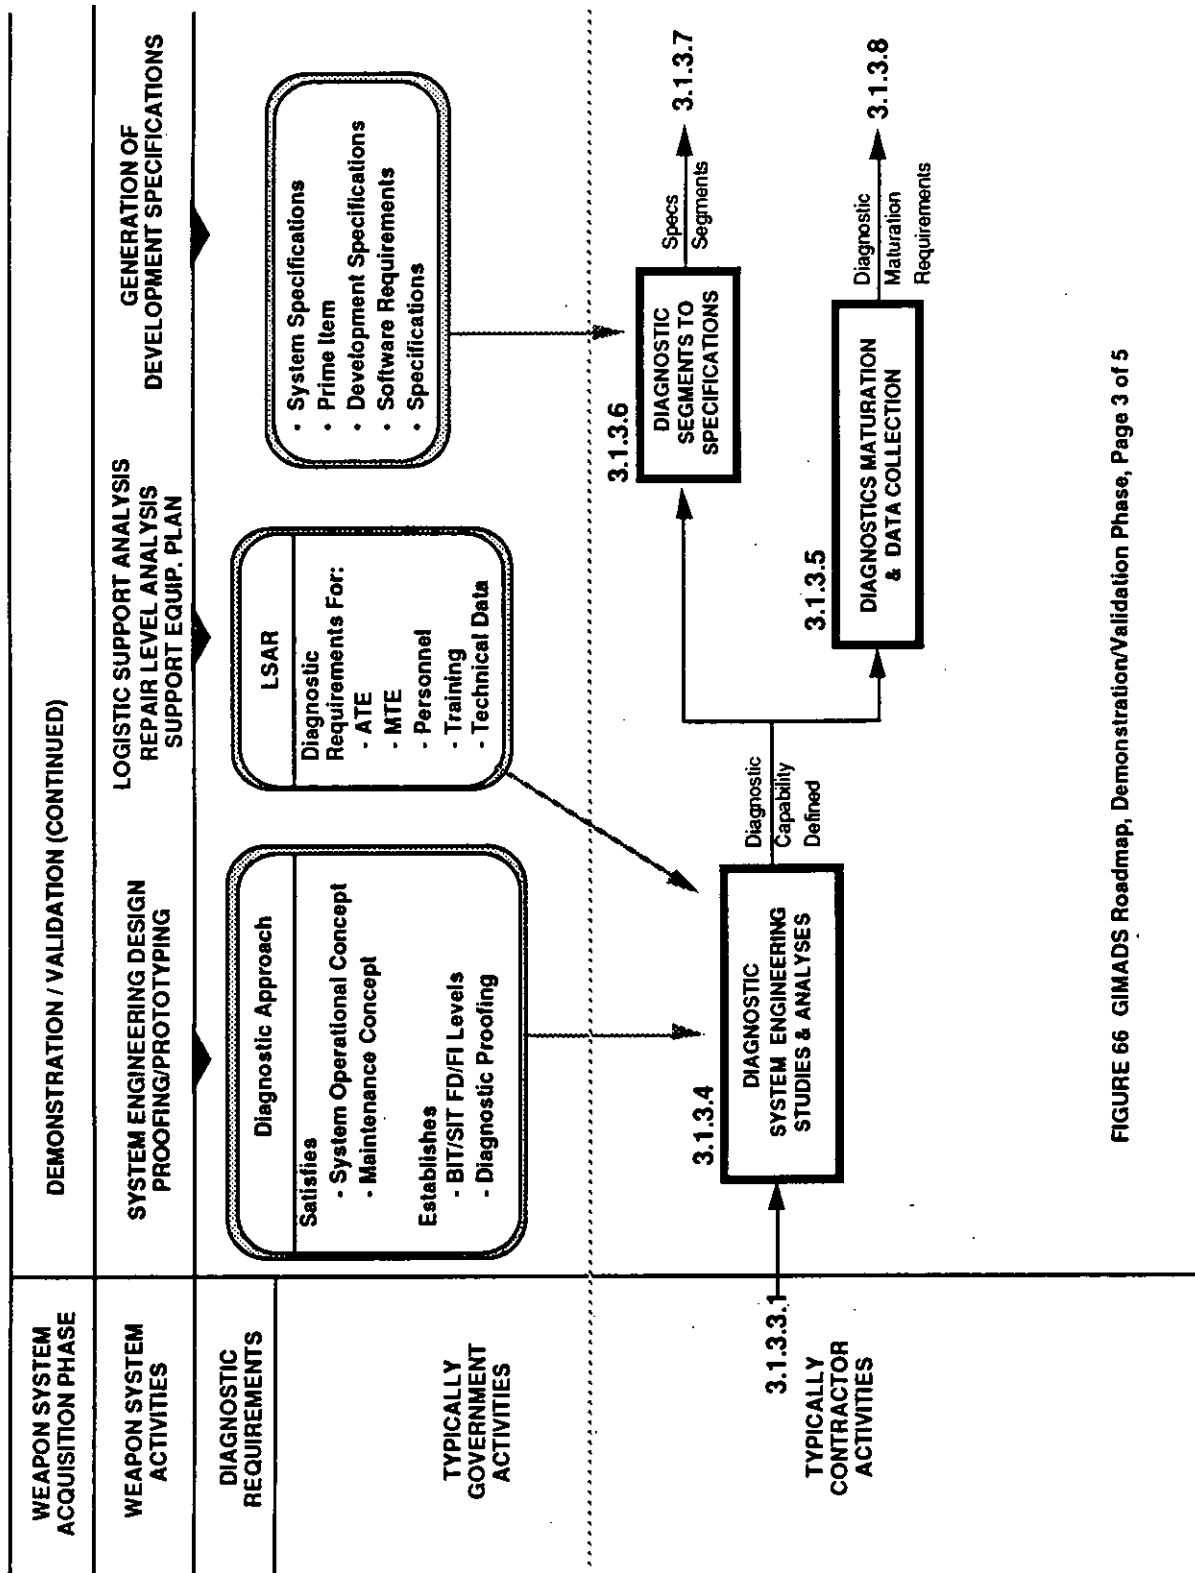 WEAPON SYSTEM
ACQUISITION PHASE
DEMONSTRATION / VALIDATION (CONTINUED)
WEAPON SYSTEM
ACTIVITIES
SYSTEM ENGINEERING DESIGN
PROOFING/PROTOTYPING
LOGISTIC SUPPORT ANALYSIS
REPAIR LEVEL ANALYSIS
SUPPORT EQUIP. PLAN
GENERATION OF
DEVELOPMENT SPECIFICATIONS
DIAGNOSTIC
REQUIREMENTS
TYPICALLY
GOVERNMENT
ACTIVITIES
Diagnostic Approach
Satisfies
- System Operational Concept
- Maintenance Concept
Establishes
- BIT/SIT FD/FI Levels
- Diagnostic Proofing
LSAR
Diagnostic
Requirements For:
- ATE
- MTE
- Personnel
- Training
- Technical Data
• System Specifications
• Prime Item
• Development Specifications
• Software Requirements
• Specifications
TYPICALLY
CONTRACTOR
ACTIVITIES
3.1.3.3.1
3.1.3.4
DIAGNOSTIC
SYSTEM ENGINEERING
STUDIES & ANALYSES
Diagnostic
Capability
Defined
3.1.3.6
DIAGNOSTIC
SEGMENTS TO
SPECIFICATIONS
Specs
Segments
3.1.3.7
3.1.3.5
DIAGNOSTICS MATURATION
& DATA COLLECTION
Diagnostic
Maturation
Requirements
3.1.3.8
FIGURE 66 GIMADS Roadmap, Demonstration/Validation Phase, Page 3 of 5